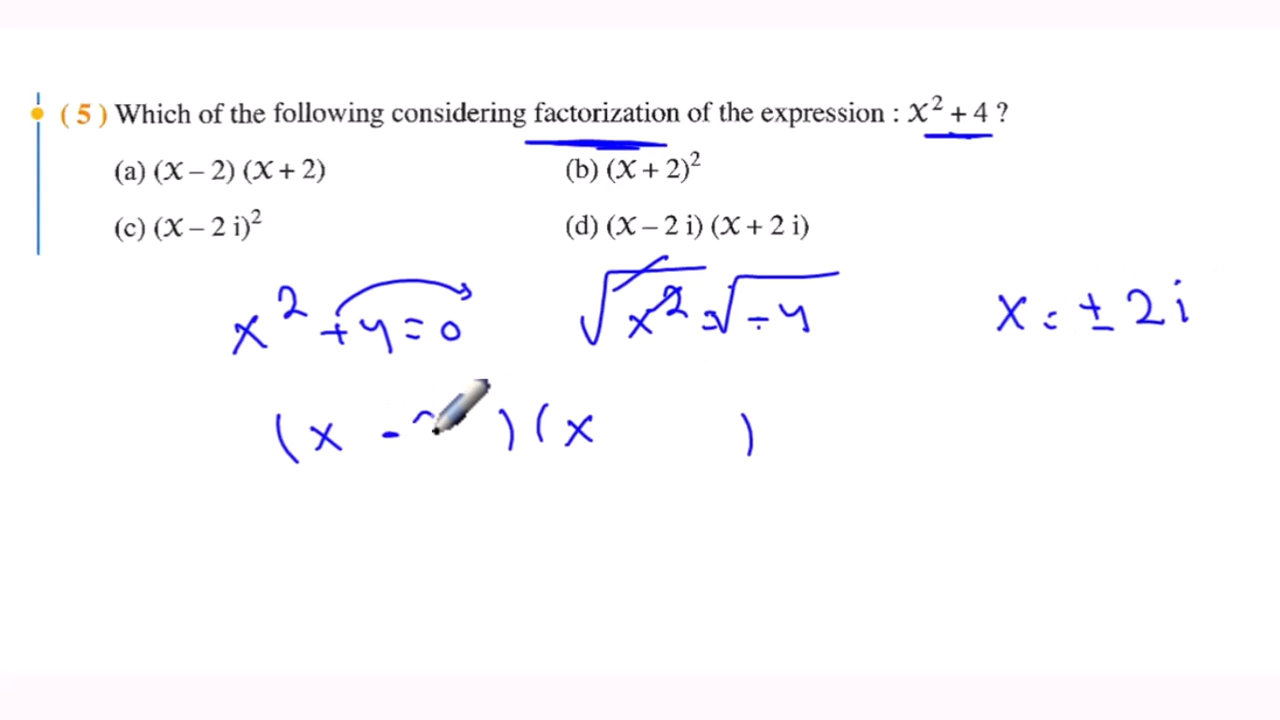 ( 5 ) Which of the following considering factorization of the expression : x² + 4 ?
(a) (x – 2) (x + 2) (b) (x + 2)²
(c) (x – 2 i)² (d) (x – 2 i) (x + 2 i)
x² + 4 = 0 √x² = √-4 x = ± 2i
(x - ) (x )